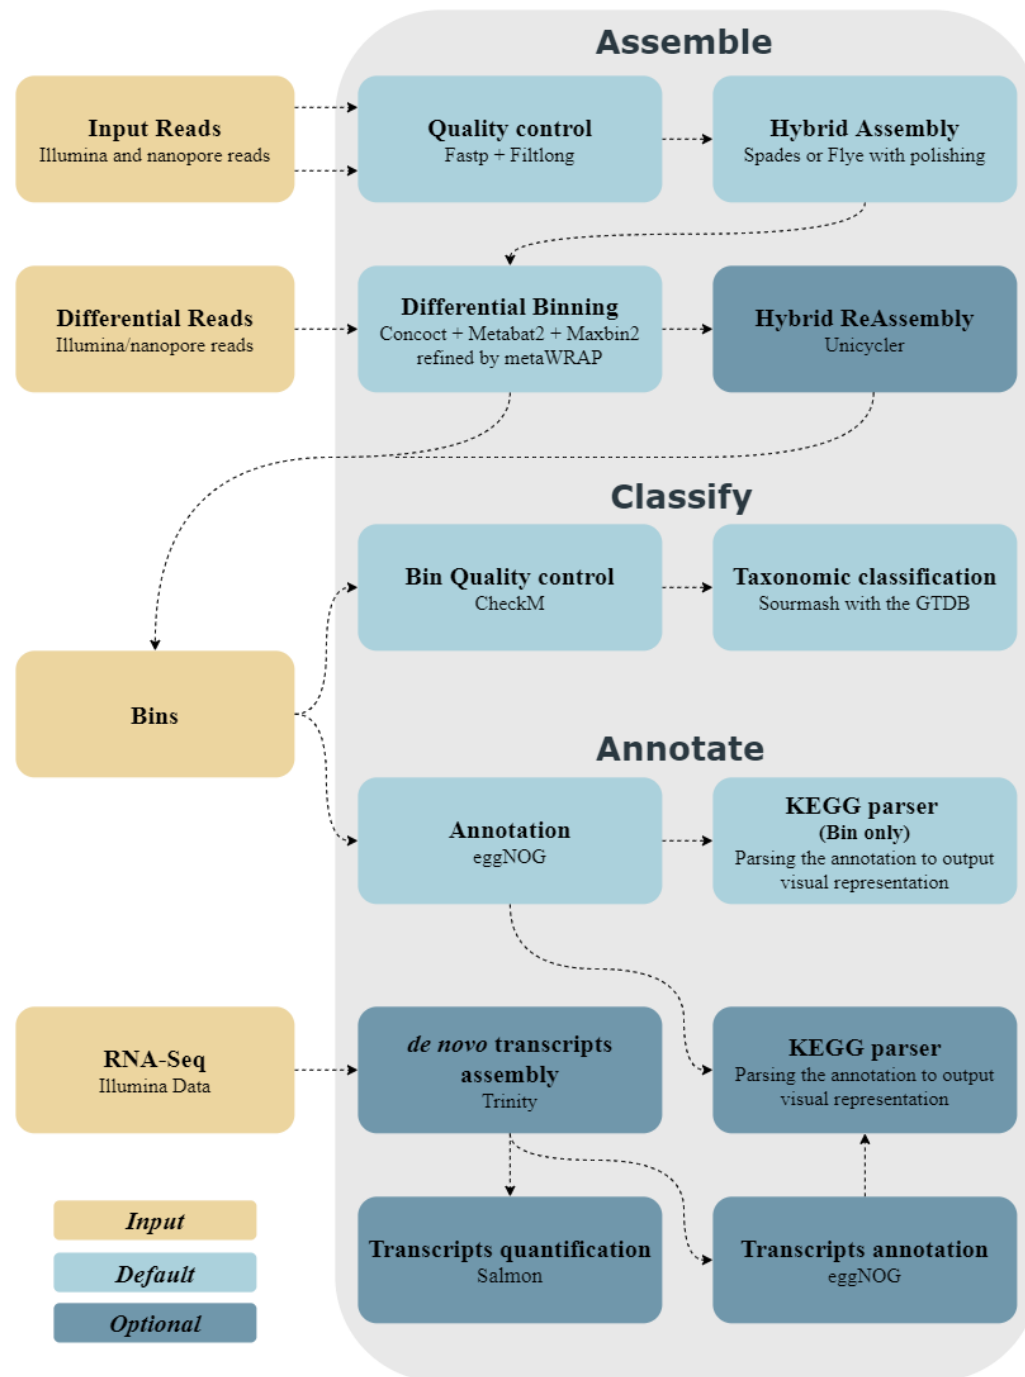 Assemble
Input Reads
Illumina and nanopore reads
Quality control
Fastp + Filtlong
Hybrid Assembly
Spades or Flye with polishing
Differential Reads
Illumina/nanopore reads
Differential Binning
Concoct + Metabat2 + Maxbin2
refined by metaWRAP
Hybrid ReAssembly
Unicycler
Classify
Bin Quality control
CheckM
Taxonomic classification
Sourmash with the GTDB
Bins
Annotate
Annotation
eggNOG
KEGG parser
(Bin only)
Parsing the annotation to output
visual representation
RNA-Seq
Illumina Data
de novo transcripts
assembly
Trinity
KEGG parser
Parsing the annotation to output
visual representation
Transcripts quantification
Salmon
Transcripts annotation
eggNOG
Input
Default
Optional